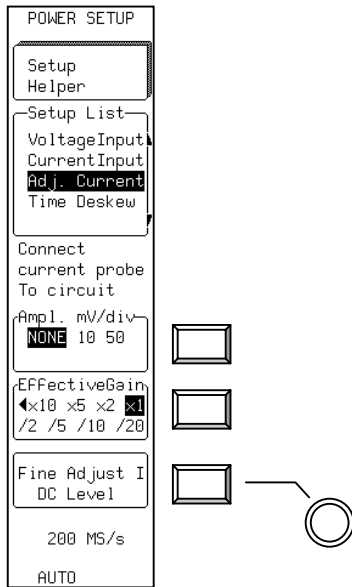 POWER SETUP
Setup
Helper
Setup List
VoltageInput
CurrentInput
Adj. Current
Time Deskew
Connect
current probe
To circuit
Ampl. mV/div
NONE 10 50
EFFectiveGain
x10 x5 x2 x1
/2 /5 /10 /20
Fine Adjust I
DC Level
200 MS/s
AUTO